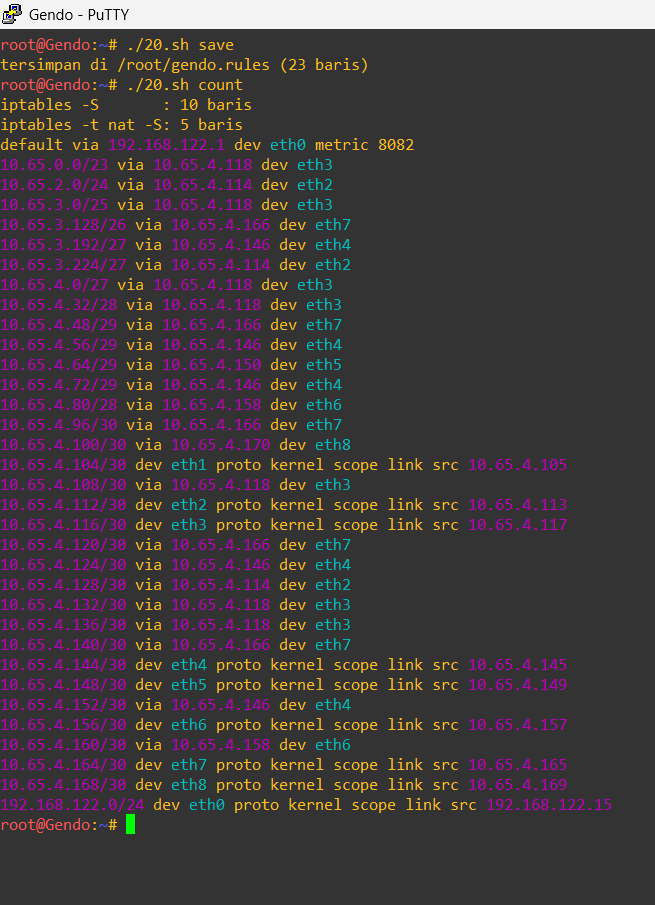 Gendo - PuTTY
root@Gendo:~# ./20.sh save
tersimpan di /root/gendo.rules (23 baris)
root@Gendo:~# ./20.sh count
iptables -S       : 10 baris
iptables -t nat -S: 5 baris
default via 192.168.122.1 dev eth0 metric 8082
10.65.0.0/23 via 10.65.4.118 dev eth3
10.65.2.0/24 via 10.65.4.114 dev eth2
10.65.3.0/25 via 10.65.4.118 dev eth3
10.65.3.128/26 via 10.65.4.166 dev eth7
10.65.3.192/27 via 10.65.4.146 dev eth4
10.65.3.224/27 via 10.65.4.114 dev eth2
10.65.4.0/27 via 10.65.4.118 dev eth3
10.65.4.32/28 via 10.65.4.118 dev eth3
10.65.4.48/29 via 10.65.4.166 dev eth7
10.65.4.56/29 via 10.65.4.146 dev eth4
10.65.4.64/29 via 10.65.4.150 dev eth5
10.65.4.72/29 via 10.65.4.146 dev eth4
10.65.4.80/28 via 10.65.4.158 dev eth6
10.65.4.96/30 via 10.65.4.166 dev eth7
10.65.4.100/30 via 10.65.4.170 dev eth8
10.65.4.104/30 dev eth1 proto kernel scope link src 10.65.4.105
10.65.4.108/30 via 10.65.4.118 dev eth3
10.65.4.112/30 dev eth2 proto kernel scope link src 10.65.4.113
10.65.4.116/30 dev eth3 proto kernel scope link src 10.65.4.117
10.65.4.120/30 via 10.65.4.166 dev eth7
10.65.4.124/30 via 10.65.4.146 dev eth4
10.65.4.128/30 via 10.65.4.114 dev eth2
10.65.4.132/30 via 10.65.4.118 dev eth3
10.65.4.136/30 via 10.65.4.118 dev eth3
10.65.4.140/30 via 10.65.4.166 dev eth7
10.65.4.144/30 dev eth4 proto kernel scope link src 10.65.4.145
10.65.4.148/30 dev eth5 proto kernel scope link src 10.65.4.149
10.65.4.152/30 via 10.65.4.146 dev eth4
10.65.4.156/30 dev eth6 proto kernel scope link src 10.65.4.157
10.65.4.160/30 via 10.65.4.158 dev eth6
10.65.4.164/30 dev eth7 proto kernel scope link src 10.65.4.165
10.65.4.168/30 dev eth8 proto kernel scope link src 10.65.4.169
192.168.122.0/24 dev eth0 proto kernel scope link src 192.168.122.15
root@Gendo:~#